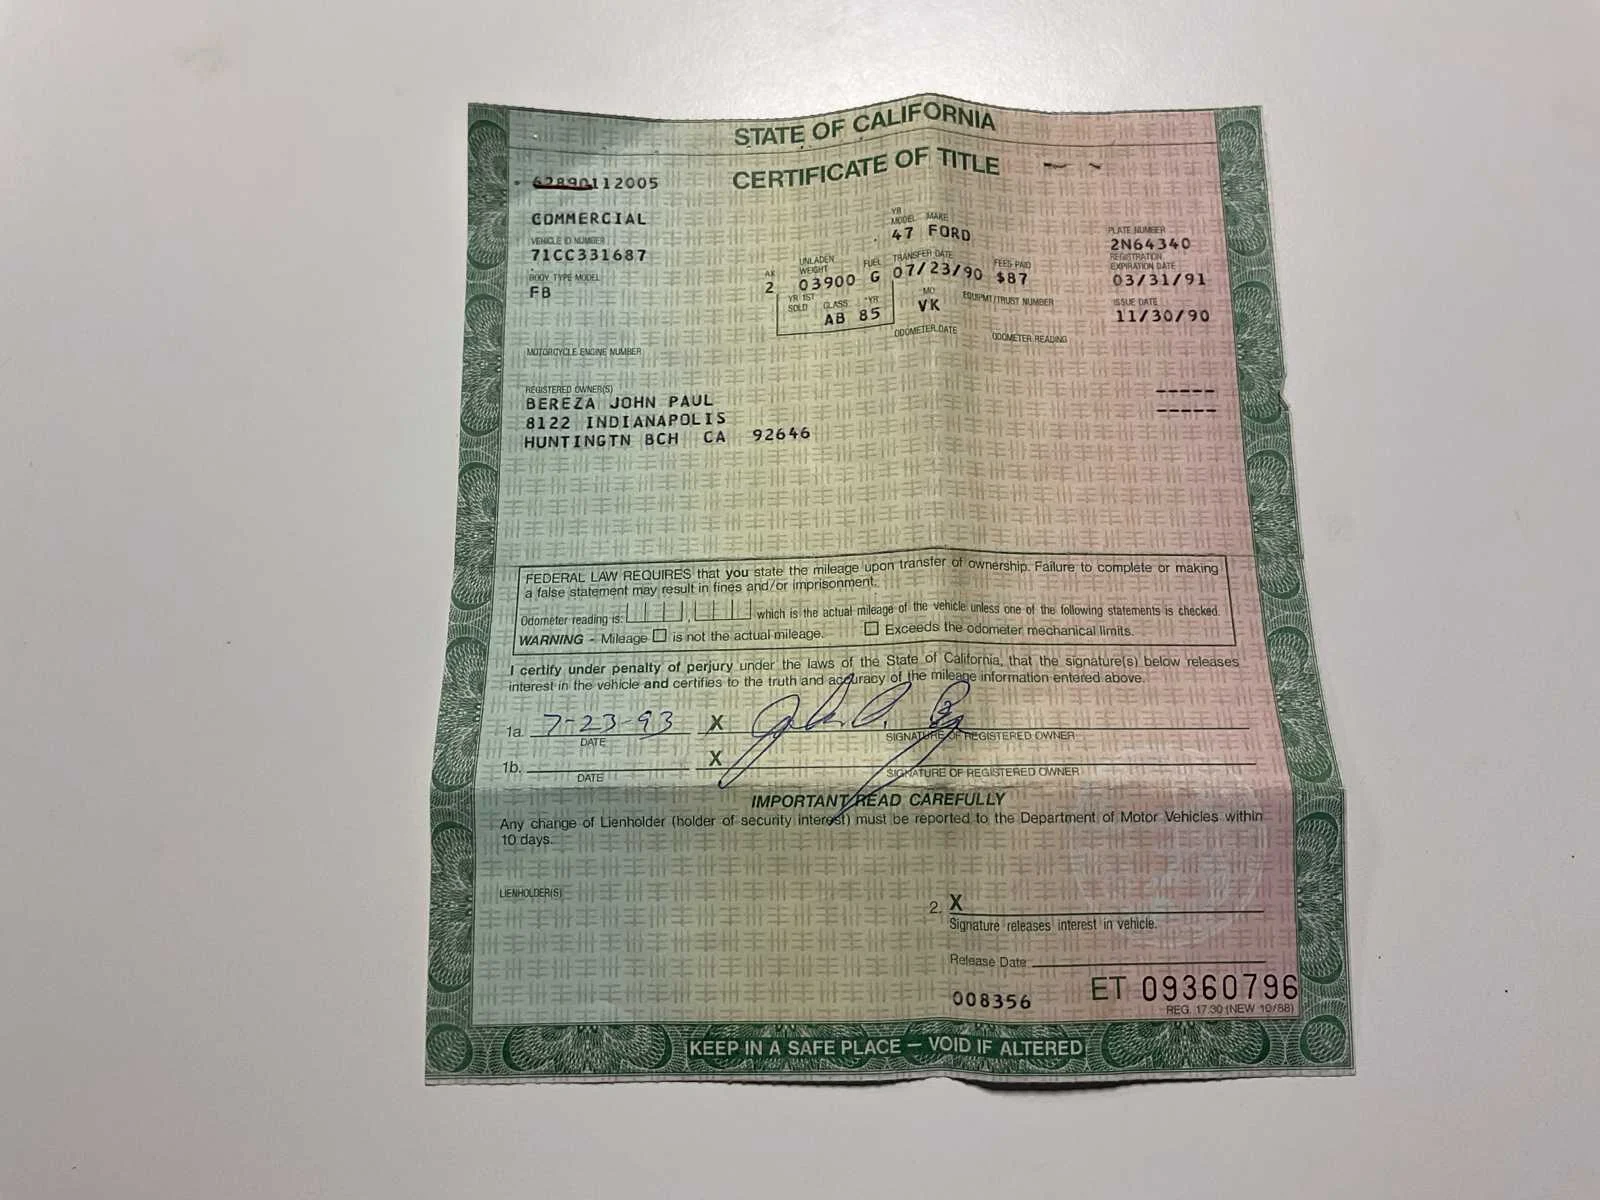 STATE OF CALIFORNIA
CERTIFICATE OF TITLE
62890112005
COMMERCIAL
YR MODEL MAKE
47 FORD
PLATE NUMBER
2N64340
VEHICLE ID NUMBER
71CC331687
AX UNLADEN WEIGHT FUEL TRANSFER DATE FEES PAID
2 03900 G 07/23/90 $87
REGISTRATION EXPIRATION DATE
03/31/91
BODY TYPE MODEL
FB
YR 1ST SOLD CLASS YR MO EQUIPMT/TRUST NUMBER
AB 85 VK
ISSUE DATE
11/30/90
ODOMETER DATE ODOMETER READING
MOTORCYCLE ENGINE NUMBER
REGISTERED OWNER(S)
BEREZA JOHN PAUL
8122 INDIANAPOLIS
HUNTINGTN BCH CA 92646
-----
-----
FEDERAL LAW REQUIRES that you state the mileage upon transfer of ownership. Failure to complete or making
a false statement may result in fines and/or imprisonment.
Odometer reading is: , which is the actual mileage of the vehicle unless one of the following statements is checked.
WARNING - Mileage ☐ is not the actual mileage. ☐ Exceeds the odometer mechanical limits.
I certify under penalty of perjury under the laws of the State of California, that the signature(s) below releases
interest in the vehicle and certifies to the truth and accuracy of the mileage information entered above.
1a. 7-23-93 X
DATE SIGNATURE OF REGISTERED OWNER
1b. X
DATE SIGNATURE OF REGISTERED OWNER
IMPORTANT READ CAREFULLY
Any change of Lienholder (holder of security interest) must be reported to the Department of Motor Vehicles within
10 days.
LIENHOLDER(S)
2. X
Signature releases interest in vehicle.
Release Date
008356
ET 09360796
REG. 17.30 (NEW 10/88)
KEEP IN A SAFE PLACE — VOID IF ALTERED